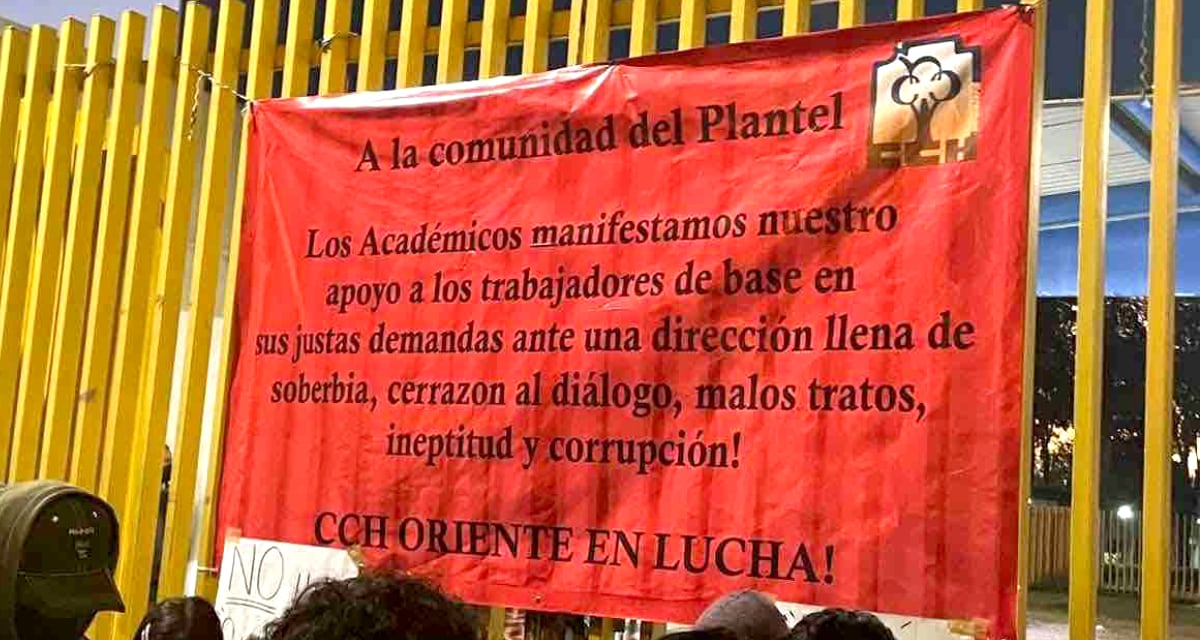 A la comunidad del Plantel
CCH
Los Académicos manifestamos nuestro
apoyo a los trabajadores de base en
sus justas demandas ante una dirección llena de
soberbia, cerrazon al diálogo, malos tratos,
ineptitud y corrupción!
CCH ORIENTE EN LUCHA!
NO